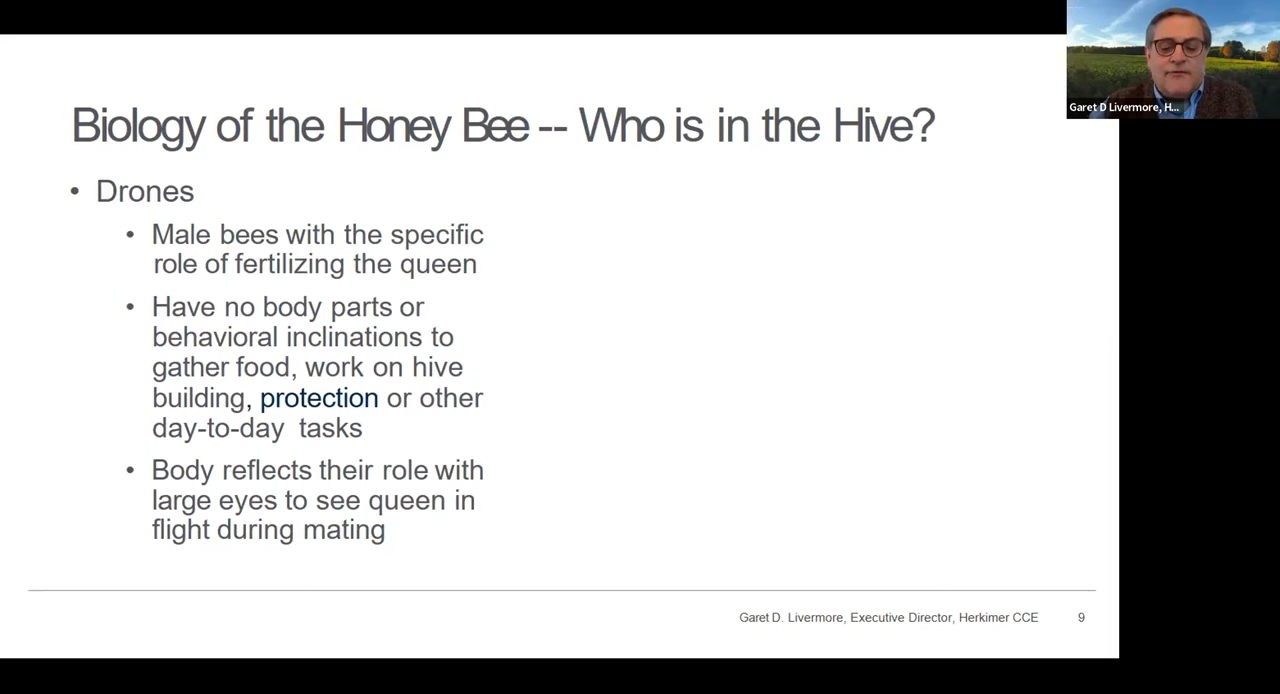 Garet D Livermore, H...
Biology of the Honey Bee -- Who is in the Hive?
• Drones
• Male bees with the specific
role of fertilizing the queen
• Have no body parts or
behavioral inclinations to
gather food, work on hive
building, protection or other
day-to-day tasks
• Body reflects their role with
large eyes to see queen in
flight during mating
Garet D. Livermore, Executive Director, Herkimer CCE 9